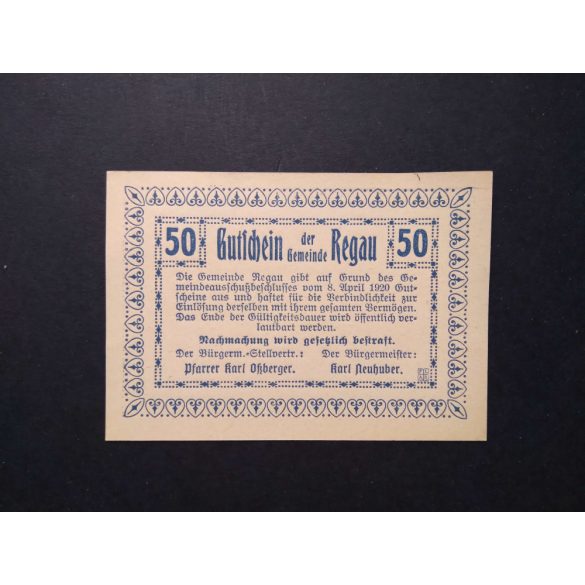 50 Gutschein der Gemeinde Regau 50
Die Gemeinde Regau gibt auf Grund des Ge-
meindeausschußbeschlusses vom 8. April 1920 Gut-
scheine aus und haftet für die Verbindlichkeit zur
Einlösung derselben mit ihrem gesamten Vermögen.
Das Ende der Gültigkeitsdauer wird öffentlich ver-
lautbart werden.
Nachmachung wird gesetzlich bestraft.
Der Bürgerm.-Stellvertr.: Der Bürgermeister:
Pfarrer Karl Oßberger. Karl Neuhuber.